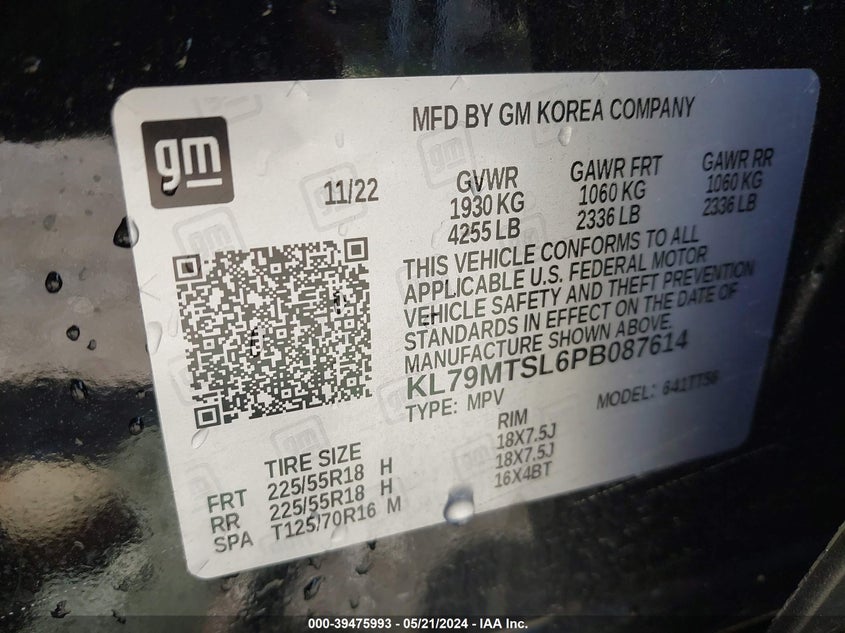 MFD BY GM KOREA COMPANY
gm
11/22
GVWR GAWR FRT GAWR RR
1930 KG 1060 KG 1060 KG
4255 LB 2336 LB 2336 LB
THIS VEHICLE CONFORMS TO ALL
APPLICABLE U.S. FEDERAL MOTOR
VEHICLE SAFETY AND THEFT PREVENTION
STANDARDS IN EFFECT ON THE DATE OF
MANUFACTURE SHOWN ABOVE.
KL79MTSL6PB087614
TYPE: MPV MODEL: 641TT56
TIRE SIZE RIM
FRT 225/55R18 H 18X7.5J
RR 225/55R18 H 18X7.5J
SPA T125/70R16 M 16X4BT
000-39475993 - 05/21/2024 - IAA Inc.